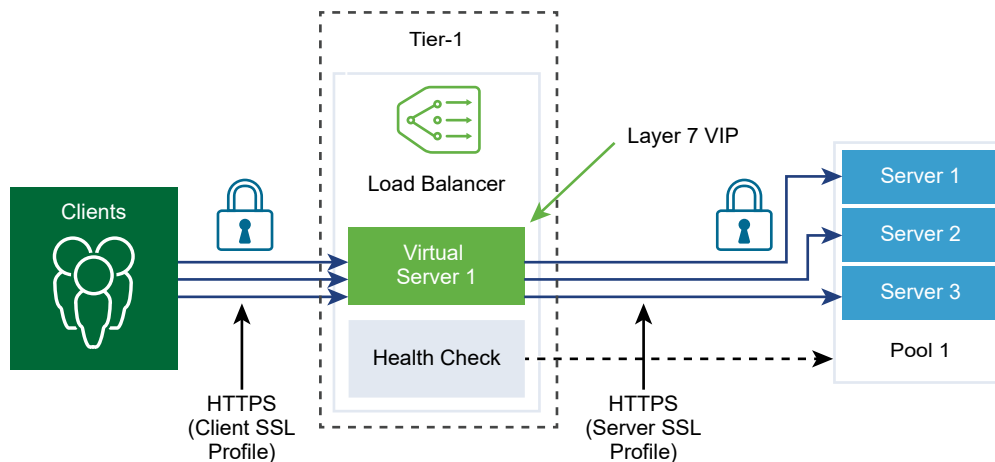 Tier-1
Load Balancer
Layer 7 VIP
Clients
Virtual
Server 1
Server 1
Server 2
Server 3
Pool 1
Health Check
HTTPS
(Client SSL
Profile)
HTTPS
(Server SSL
Profile)